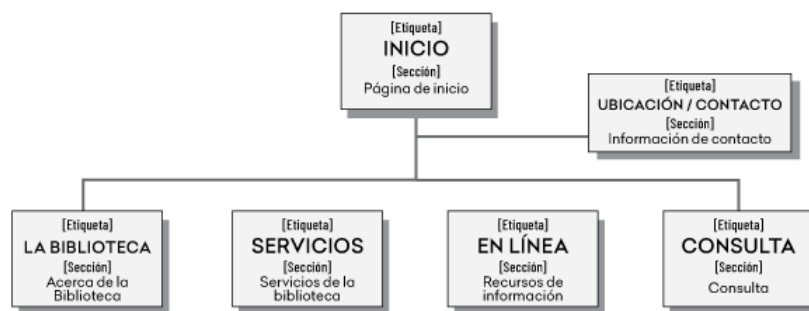 [Etiqueta]
INICIO
[Sección]
Página de inicio
[Etiqueta]
UBICACIÓN / CONTACTO
[Sección]
Información de contacto
[Etiqueta]
LA BIBLIOTECA
[Sección]
Acerca de la
Biblioteca
[Etiqueta]
SERVICIOS
[Sección]
Servicios de la
biblioteca
[Etiqueta]
EN LÍNEA
[Sección]
Recursos de
información
[Etiqueta]
CONSULTA
[Sección]
Consulta